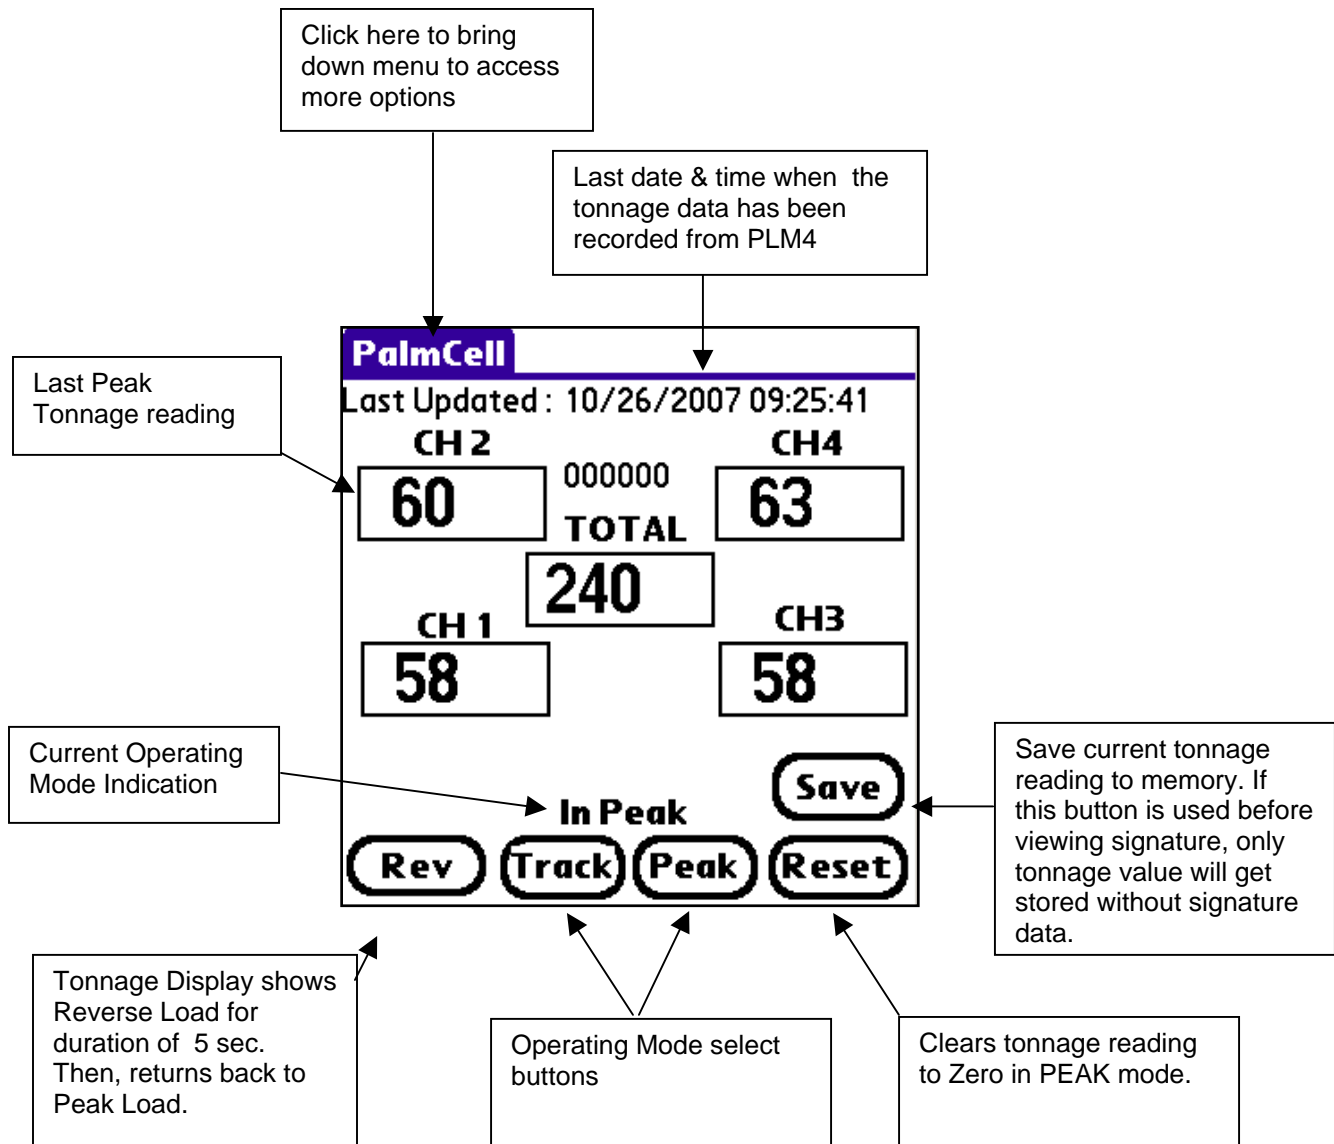 Click here to bring
down menu to access
more options
Last date & time when the
tonnage data has been
recorded from PLM4
PalmCell
Last Updated : 10/26/2007 09:25:41
Last Peak
Tonnage reading
CH 2
CH4
60
000000
63
TOTAL
240
CH 1
CH3
58
58
Current Operating
Mode Indication
Save
In Peak
Rev
Track
Peak
Reset
Save current tonnage
reading to memory. If
this button is used before
viewing signature, only
tonnage value will get
stored without signature
data.
Tonnage Display shows
Reverse Load for
duration of 5 sec.
Then, returns back to
Peak Load.
Operating Mode select
buttons
Clears tonnage reading
to Zero in PEAK mode.